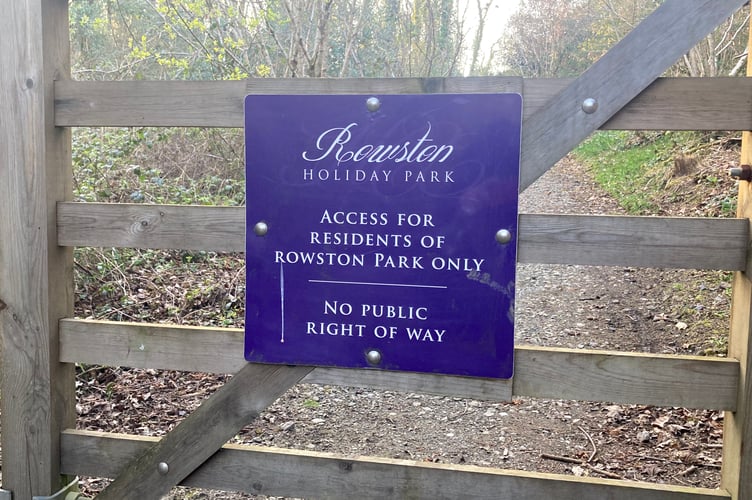 Rowston
HOLIDAY PARK
ACCESS FOR
RESIDENTS OF
ROWSTON PARK ONLY
NO PUBLIC
RIGHT OF WAY